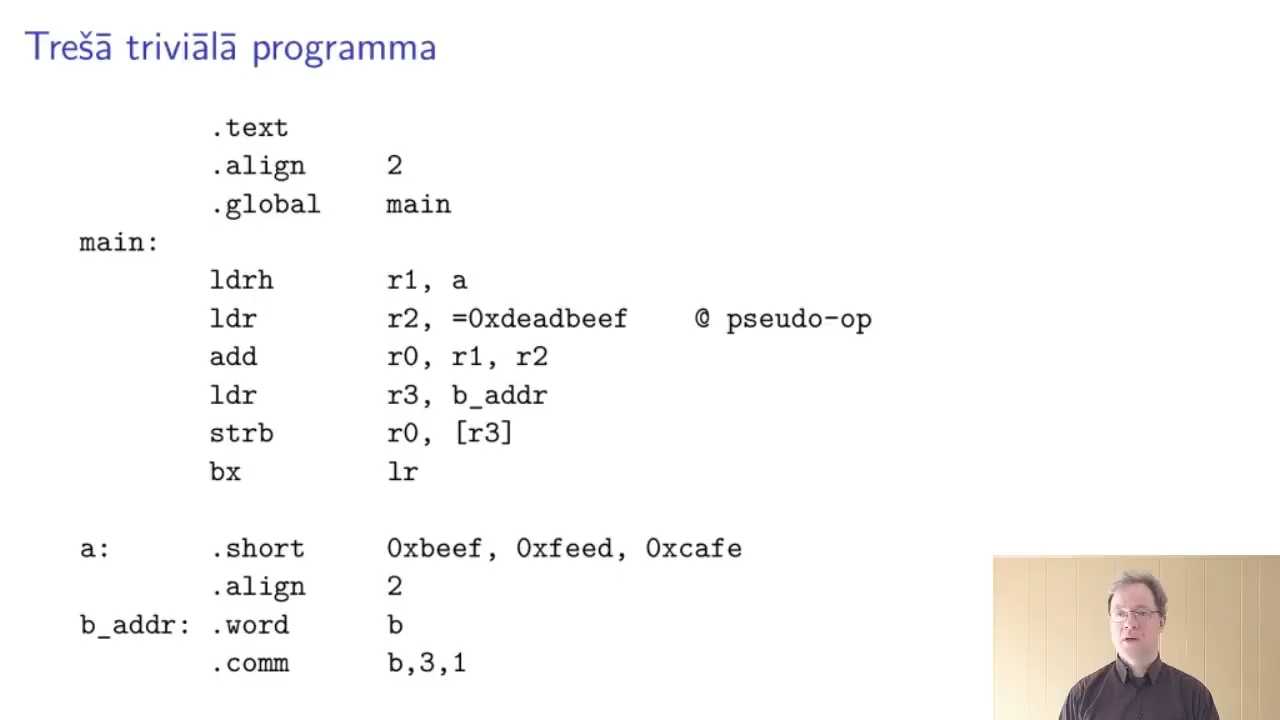 Trešā triviālā programma
.text
.align 2
.global main
main:
ldrh r1, a
ldr r2, =0xdeadbeef @ pseudo-op
add r0, r1, r2
ldr r3, b_addr
strb r0, [r3]
bx lr
a: .short 0xbeef, 0xfeed, 0xcafe
.align 2
b_addr: .word b
.comm b,3,1